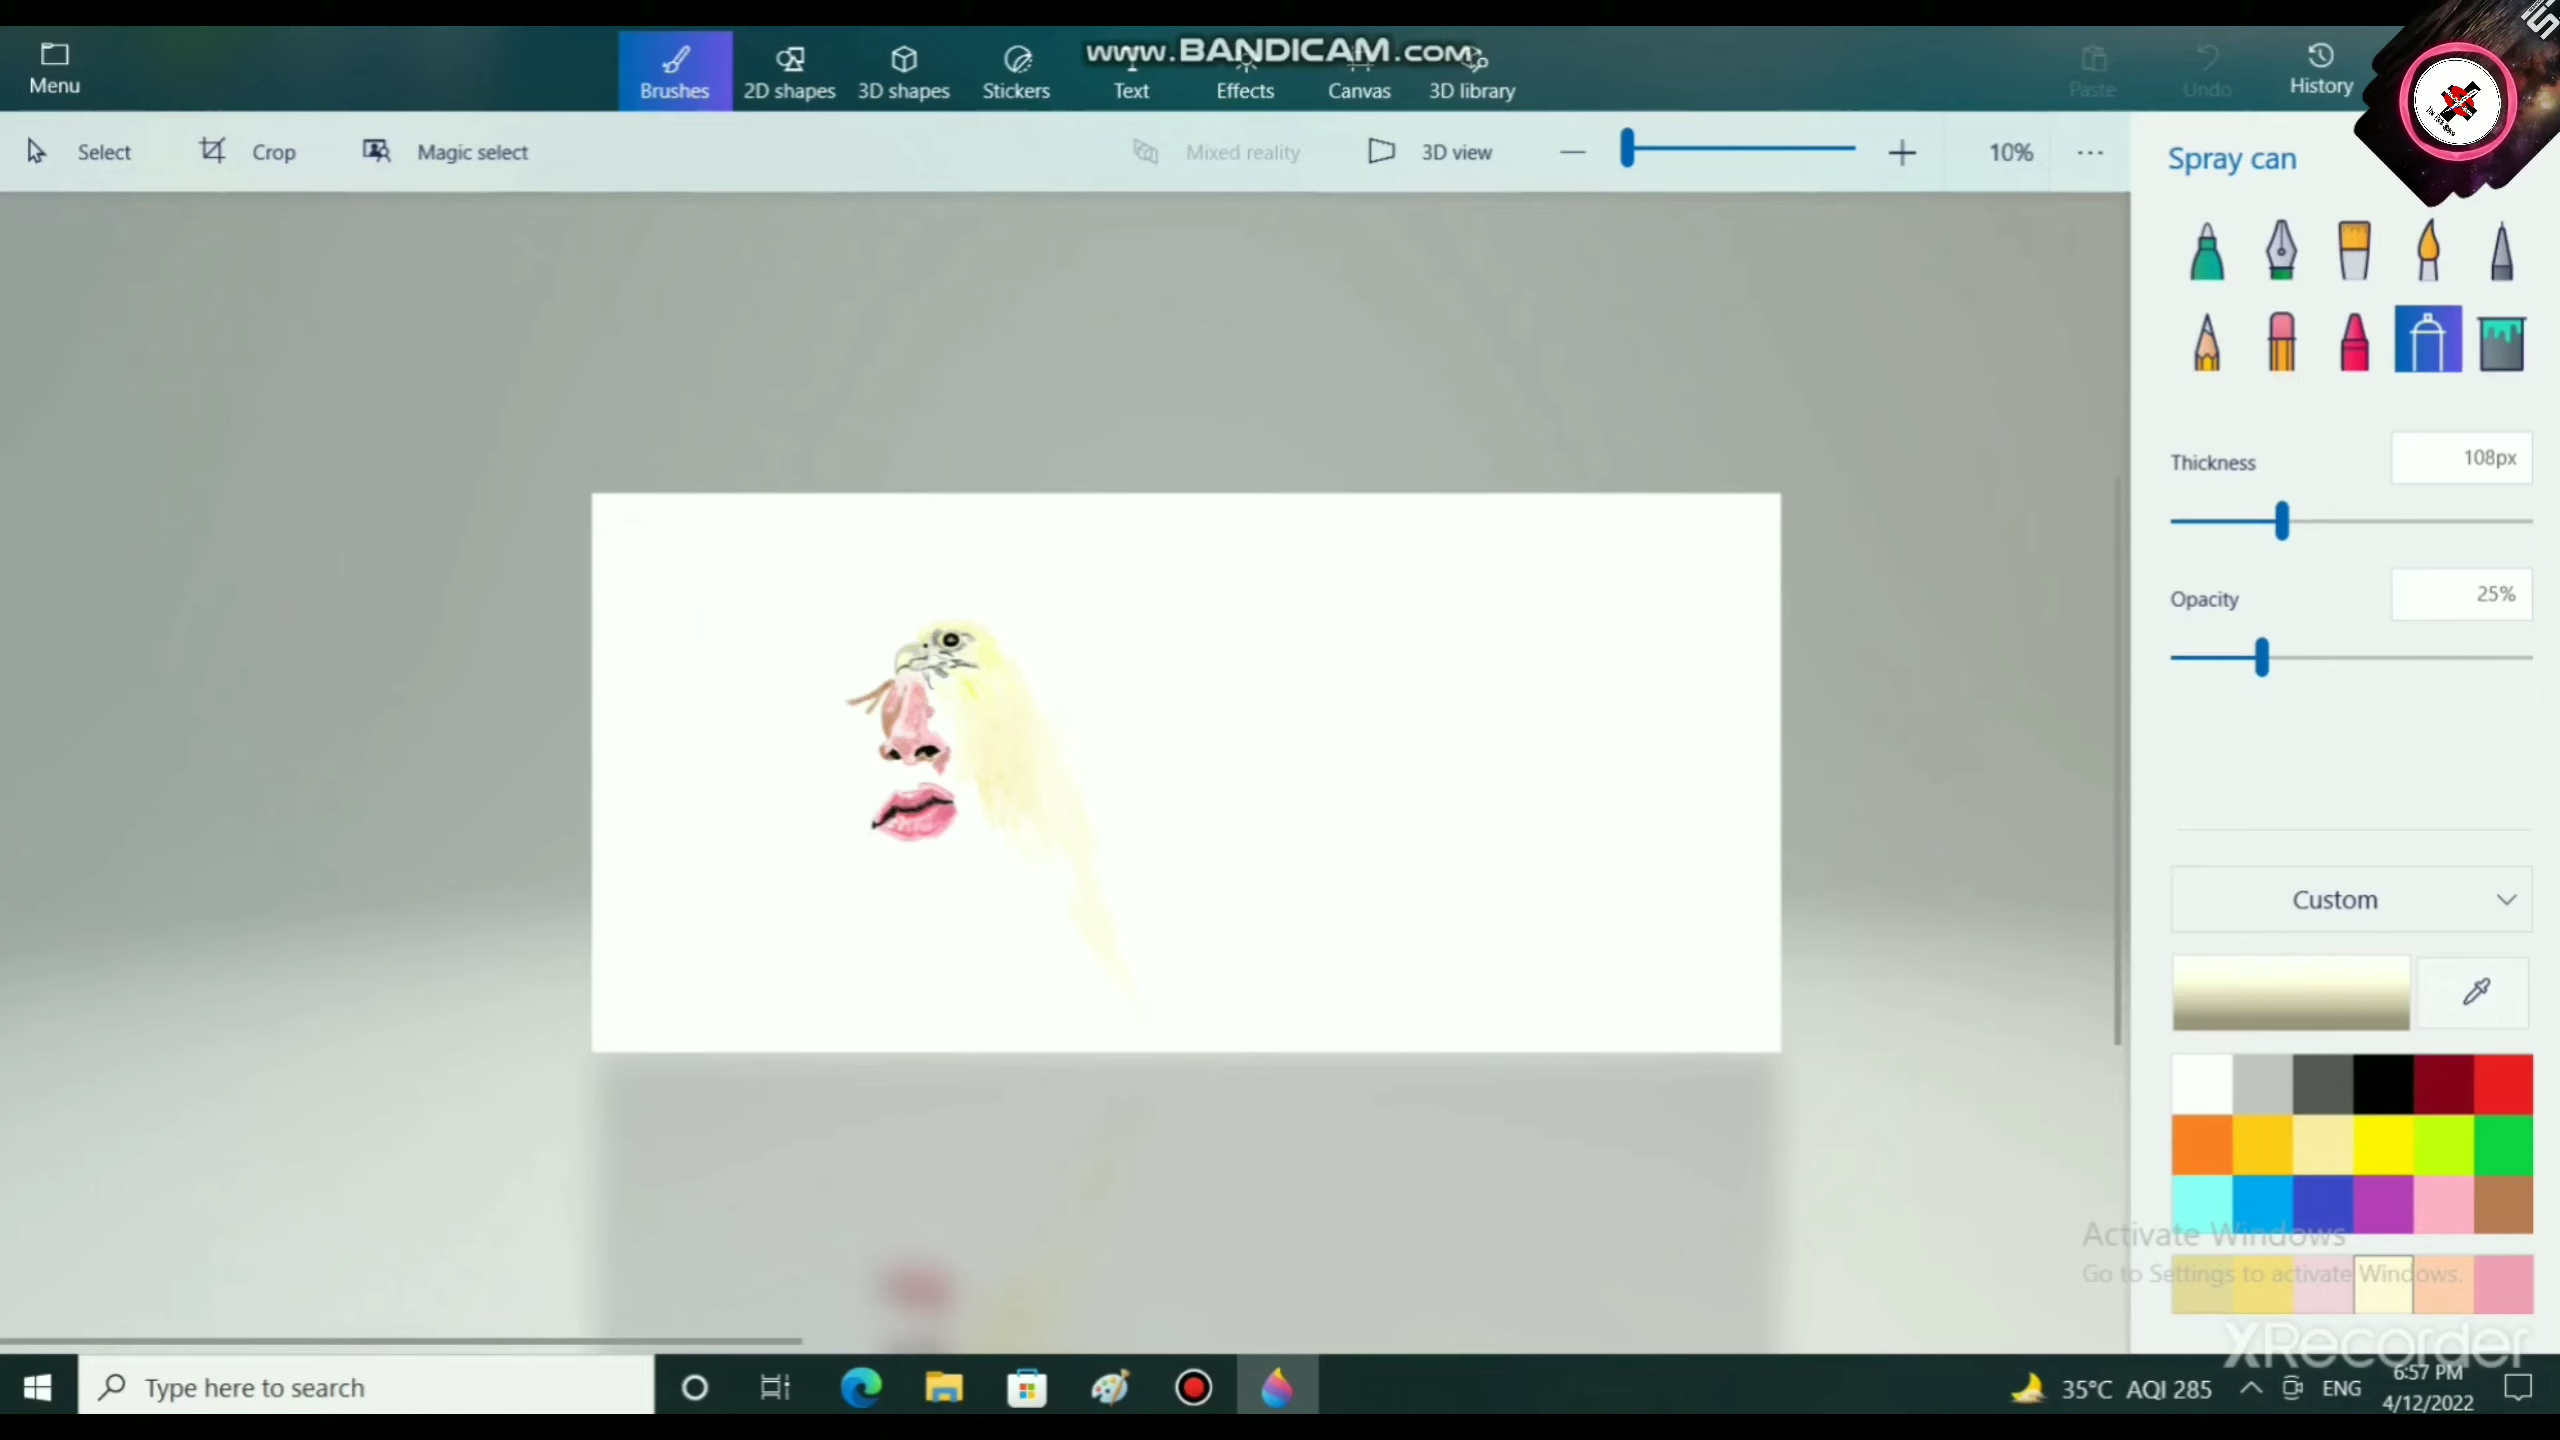 www.BANDICAM.com
Menu
Brushes
2D shapes
3D shapes
Stickers
Text
Effects
Canvas
3D library
Paste
Undo
History
Select
Crop
Magic select
Mixed reality
3D view
10%
Spray can
Thickness
108px
Opacity
25%
Custom
Activate Windows
Go to Settings to activate Windows.
XRecorder
Type here to search
35°C AQI 285
ENG
6:57 PM
4/12/2022